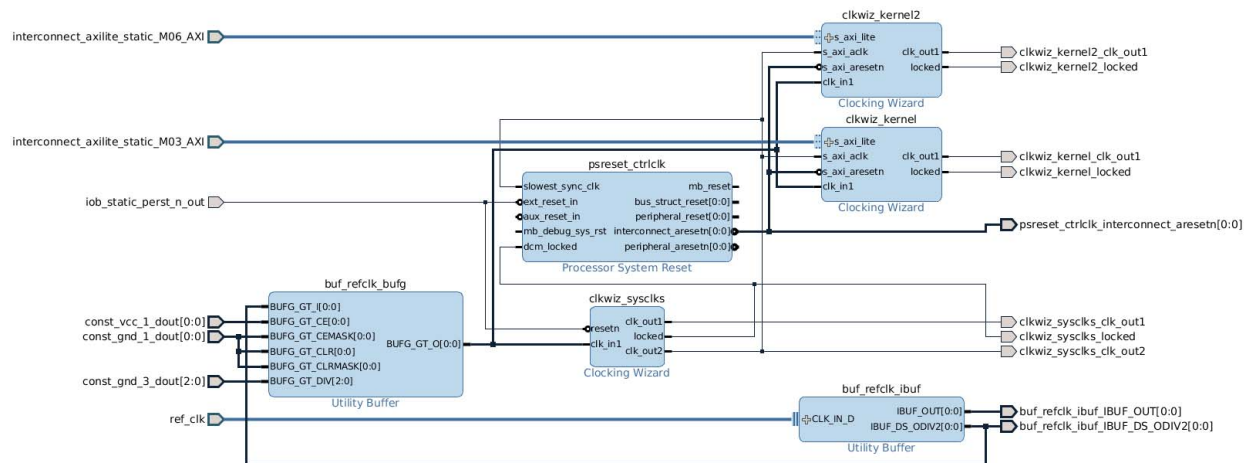 clkwiz_kernel2
interconnect_axilite_static_M06_AXI
s_axi_lite
s_axi_aclk
clk_out1
clkwiz_kernel2_clk_out1
s_axi_aresetn
locked
clkwiz_kernel2_locked
clk_in1
Clocking Wizard
clkwiz_kernel
interconnect_axilite_static_M03_AXI
s_axi_lite
s_axi_aclk
clk_out1
clkwiz_kernel_clk_out1
s_axi_aresetn
locked
clkwiz_kernel_locked
clk_in1
Clocking Wizard
psreset_ctrlclk
slowest_sync_clk
mb_reset
iob_static_perst_n_out
ext_reset_in
bus_struct_reset[0:0]
aux_reset_in
peripheral_reset[0:0]
mb_debug_sys_rst
interconnect_aresetn[0:0]
psreset_ctrlclk_interconnect_aresetn[0:0]
dcm_locked
peripheral_aresetn[0:0]
Processor System Reset
buf_refclk_bufg
BUFG_GT_I[0:0]
const_vcc_1_dout[0:0]
BUFG_GT_CE[0:0]
const_gnd_1_dout[0:0]
BUFG_GT_CEMASK[0:0]
BUFG_GT_CLR[0:0]
BUFG_GT_CLRMASK[0:0]
const_gnd_3_dout[2:0]
BUFG_GT_DIV[2:0]
BUFG_GT_O[0:0]
Utility Buffer
clkwiz_sysclks
resetn
clk_in1
clk_out1
clkwiz_sysclks_clk_out1
locked
clkwiz_sysclks_locked
clk_out2
clkwiz_sysclks_clk_out2
Clocking Wizard
buf_refclk_ibuf
ref_clk
CLK_IN_D
IBUF_OUT[0:0]
buf_refclk_ibuf_IBUF_OUT[0:0]
IBUF_DS_ODIV2[0:0]
buf_refclk_ibuf_IBUF_DS_ODIV2[0:0]
Utility Buffer